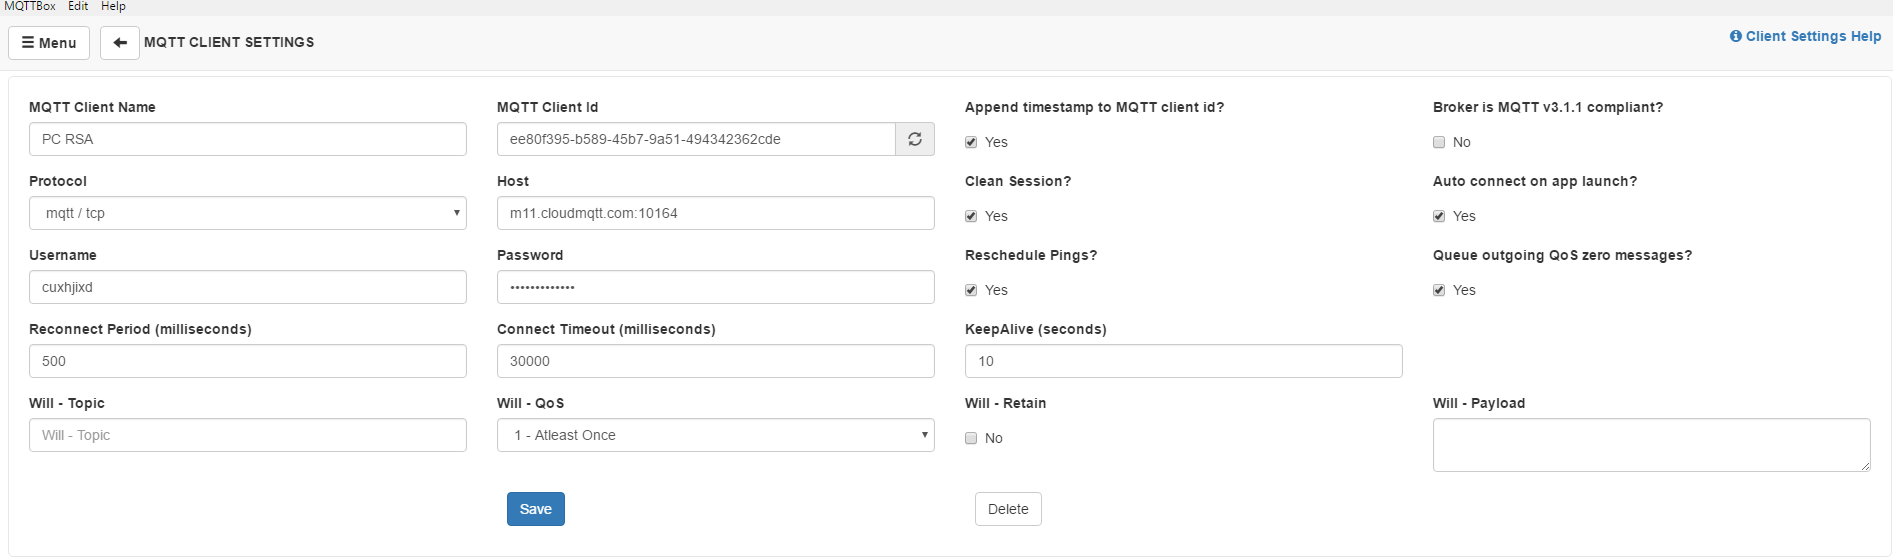 MQTTBox Edit Help
Menu MQTT CLIENT SETTINGS Client Settings Help
MQTT Client Name MQTT Client Id Append timestamp to MQTT client id? Broker is MQTT v3.1.1 compliant?
PC RSA ee80f395-b589-45b7-9a51-494342362cde Yes No
Protocol Host Clean Session? Auto connect on app launch?
mqtt / tcp m11.cloudmqtt.com:10164 Yes Yes
Username Password Reschedule Pings? Queue outgoing QoS zero messages?
cuxhjixd ••••••••••••• Yes Yes
Reconnect Period (milliseconds) Connect Timeout (milliseconds) KeepAlive (seconds)
500 30000 10
Will - Topic Will - QoS Will - Retain Will - Payload
Will - Topic 1 - Atleast Once No
Save Delete